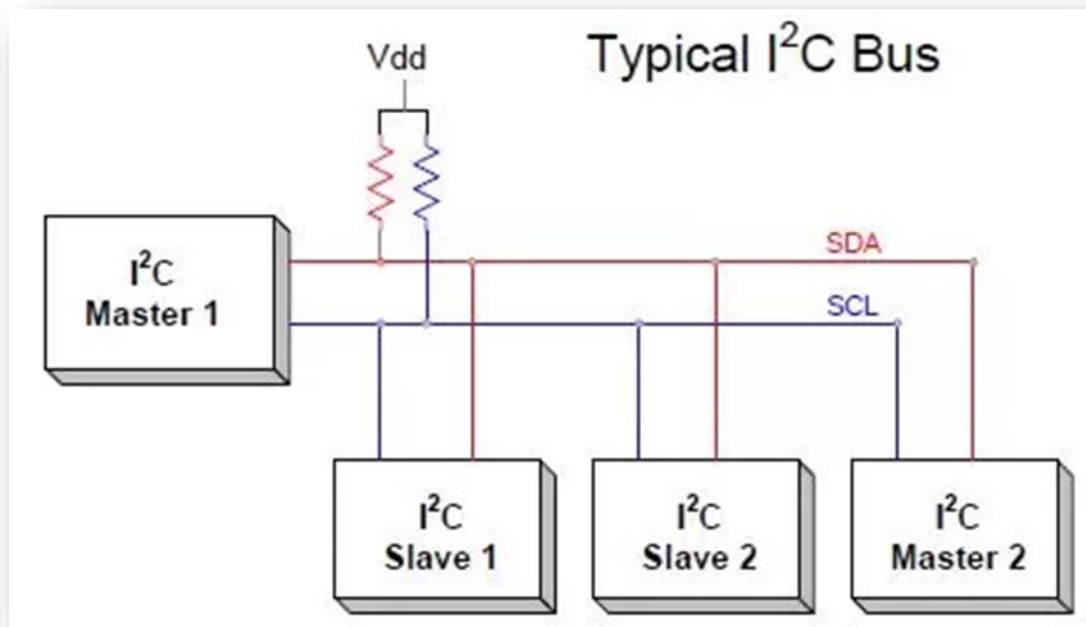 Typical I²C Bus
Vdd
I²C
Master 1
SDA
SCL
I²C
Slave 1
I²C
Slave 2
I²C
Master 2